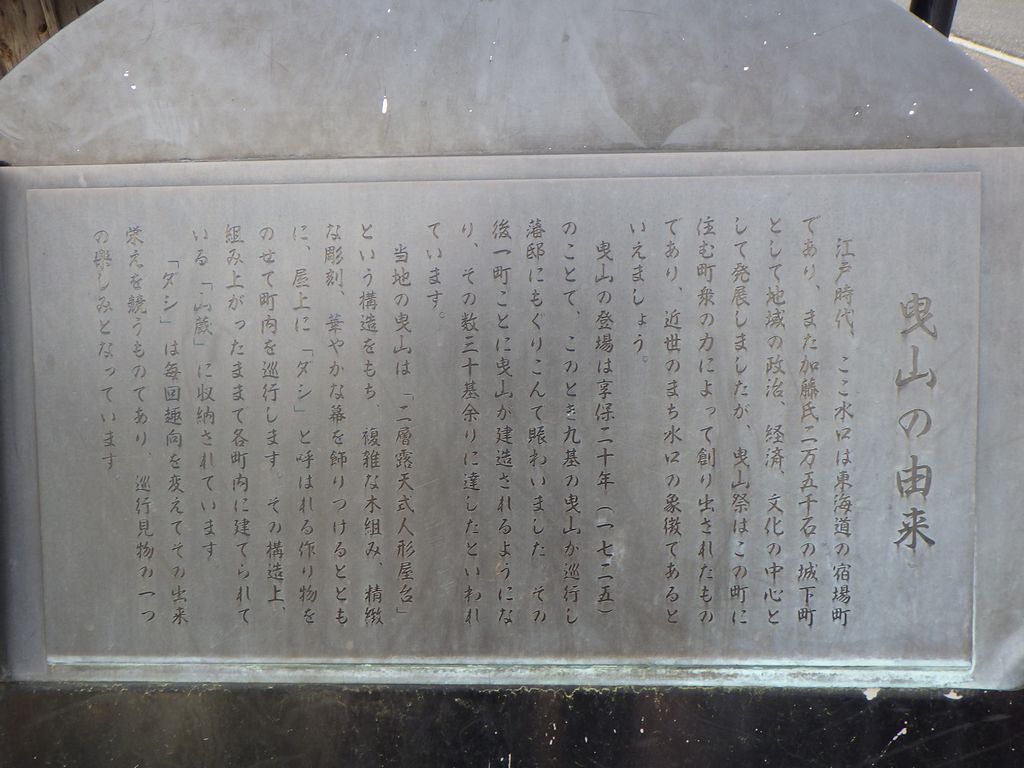 曳山の由来
江戸時代、ここ水口は東海道の宿場町
であり、また加藤氏二万五千石の城下町
として地域の政治、経済、文化の中心と
して発展しましたが、曳山祭はこの町に
住む町衆の力によって創り出されたもの
であり、近世のまち水口の象徴であると
いえましょう。
曳山の登場は享保二十年（一七三五）
のことで、このとき九基の曳山が巡行し
藩邸にもぐりこんで賑わいました。その
後一町ごとに曳山が建造されるようにな
り、その数三十基余りに達したといわれ
ています。
当地の曳山は「二層露天式人形屋台」
という構造をもち、複雑な木組み、精緻
な彫刻、華やかな幕を飾りつけるととも
に、屋上に「ダシ」と呼ばれる作り物を
のせて町内を巡行します。その構造上、
組み上がったままで各町内に建てられて
いる「山蔵」に収納されています。
「ダシ」は毎回趣向を変えてその出来
栄えを競うものであり、巡行見物の一つ
の楽しみとなっています。